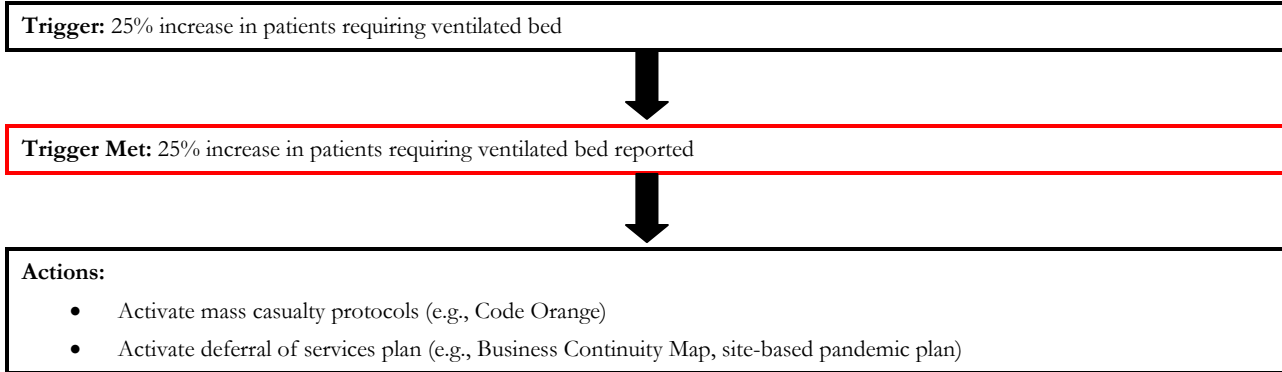 Trigger: 25% increase in patients requiring ventilated bed
Trigger Met: 25% increase in patients requiring ventilated bed reported
Actions:
• Activate mass casualty protocols (e.g., Code Orange)
• Activate deferral of services plan (e.g., Business Continuity Map, site-based pandemic plan)